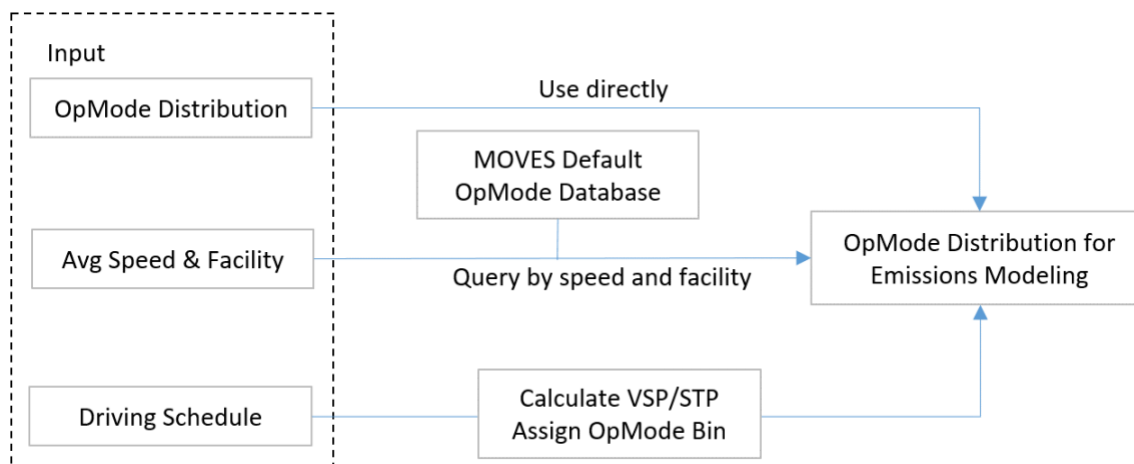 Input
OpMode Distribution
Use directly
MOVES Default
OpMode Database
Avg Speed & Facility
Query by speed and facility
OpMode Distribution for
Emissions Modeling
Driving Schedule
Calculate VSP/STP
Assign OpMode Bin